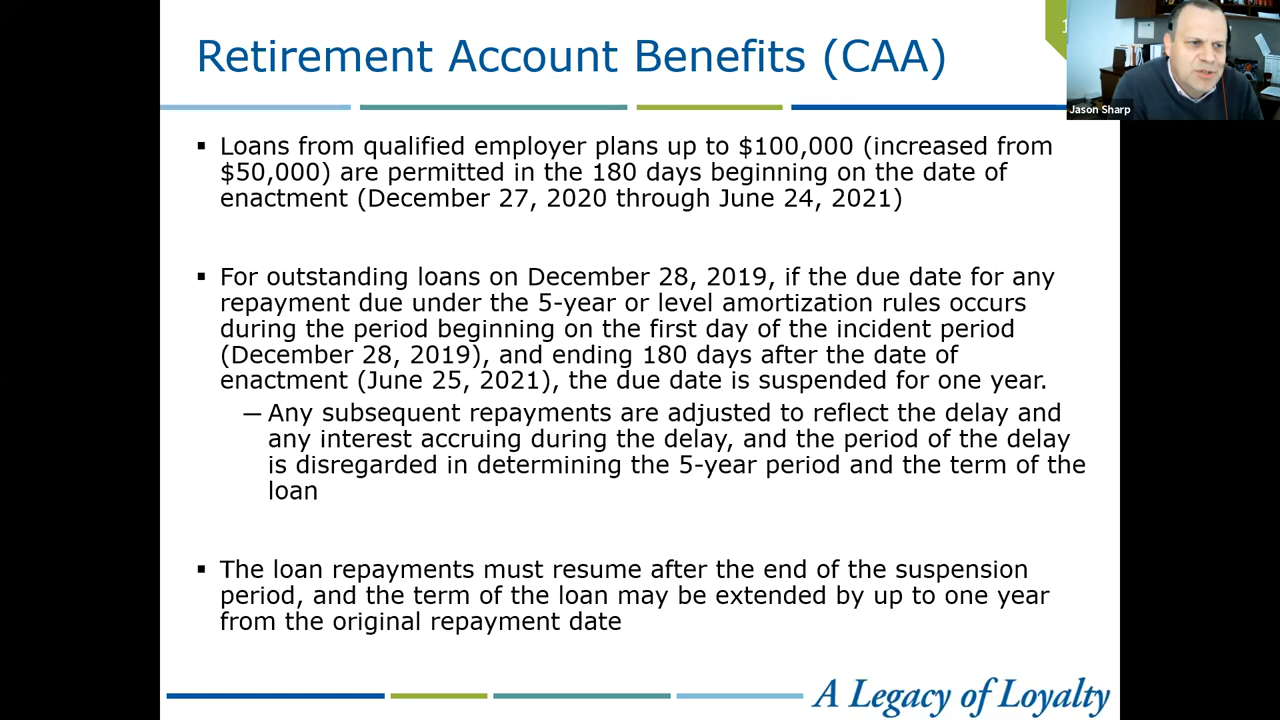 Retirement Account Benefits (CAA)
1
Jason Sharp
▪ Loans from qualified employer plans up to $100,000 (increased from
$50,000) are permitted in the 180 days beginning on the date of
enactment (December 27, 2020 through June 24, 2021)
▪ For outstanding loans on December 28, 2019, if the due date for any
repayment due under the 5-year or level amortization rules occurs
during the period beginning on the first day of the incident period
(December 28, 2019), and ending 180 days after the date of
enactment (June 25, 2021), the due date is suspended for one year.
— Any subsequent repayments are adjusted to reflect the delay and
any interest accruing during the delay, and the period of the delay
is disregarded in determining the 5-year period and the term of the
loan
▪ The loan repayments must resume after the end of the suspension
period, and the term of the loan may be extended by up to one year
from the original repayment date
A Legacy of Loyalty